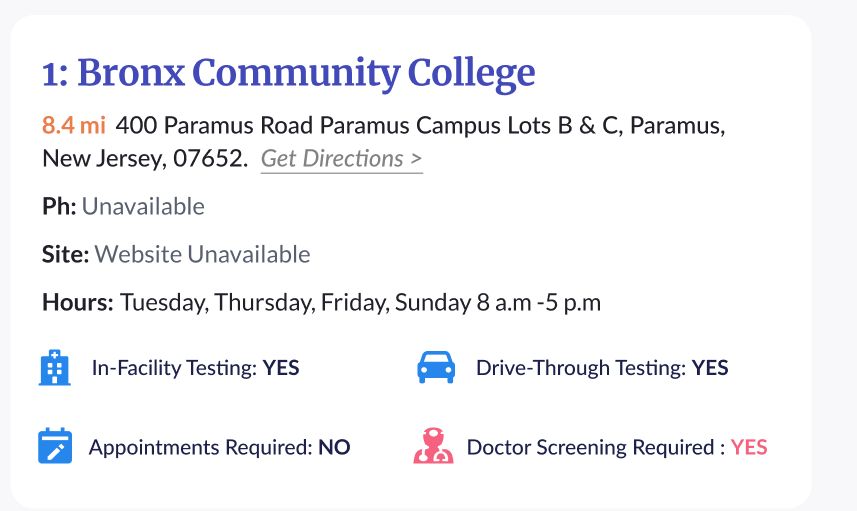 1: Bronx Community College
8.4 mi 400 Paramus Road Paramus Campus Lots B & C, Paramus,
New Jersey, 07652. Get Directions >
Ph: Unavailable
Site: Website Unavailable
Hours: Tuesday, Thursday, Friday, Sunday 8 a.m -5 p.m
In-Facility Testing: YES
Drive-Through Testing: YES
Appointments Required: NO
Doctor Screening Required : YES